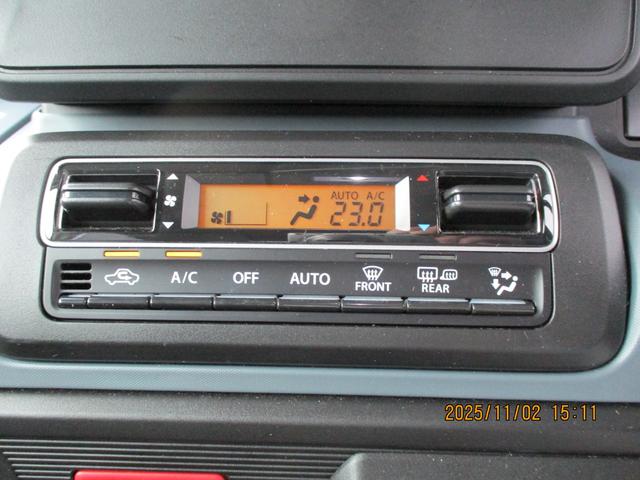 AUTO A/C
23.0
A/C
OFF
AUTO
FRONT
REAR
2025/11/02 15:11